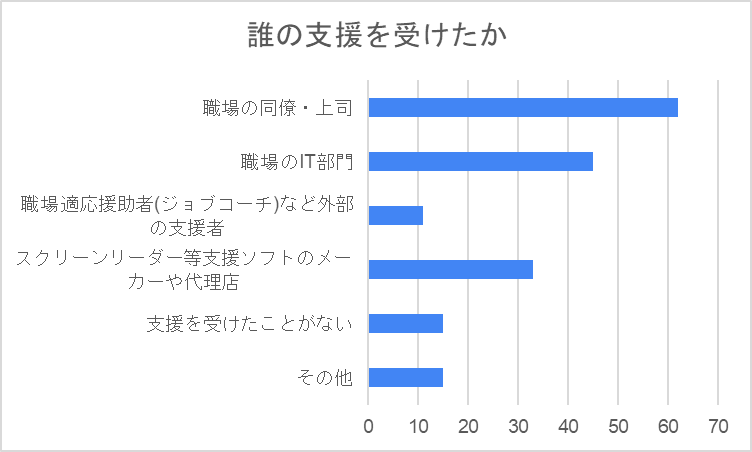 誰の支援を受けたか
職場の同僚・上司
職場のIT部門
職場適応援助者(ジョブコーチ)など外部
の支援者
スクリーンリーダー等支援ソフトのメー
カーや代理店
支援を受けたことがない
その他
0 10 20 30 40 50 60 70